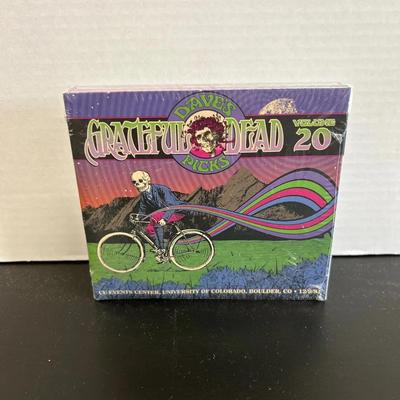 DAVE'S
GRATEFUL DEAD
VOLUME
20
PICKS
CU EVENTS CENTER, UNIVERSITY OF COLORADO, BOULDER, CO • 12/9/81